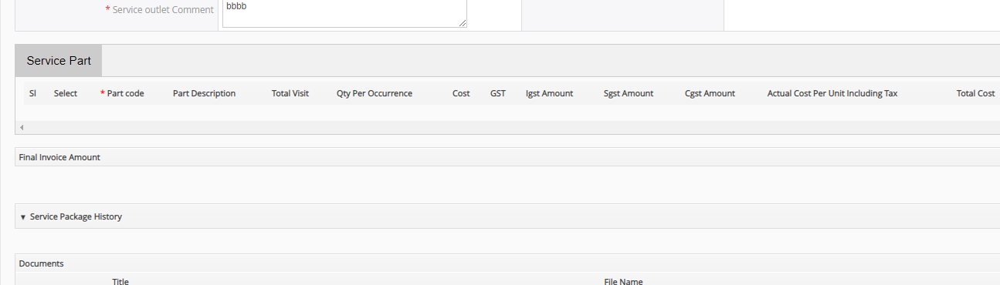 * Service outlet Comment bbbb
Service Part
Sl Select * Part code Part Description Total Visit Qty Per Occurrence Cost GST Igst Amount Sgst Amount Cgst Amount Actual Cost Per Unit Including Tax Total Cost
Final Invoice Amount
▼ Service Package History
Documents
Title File Name